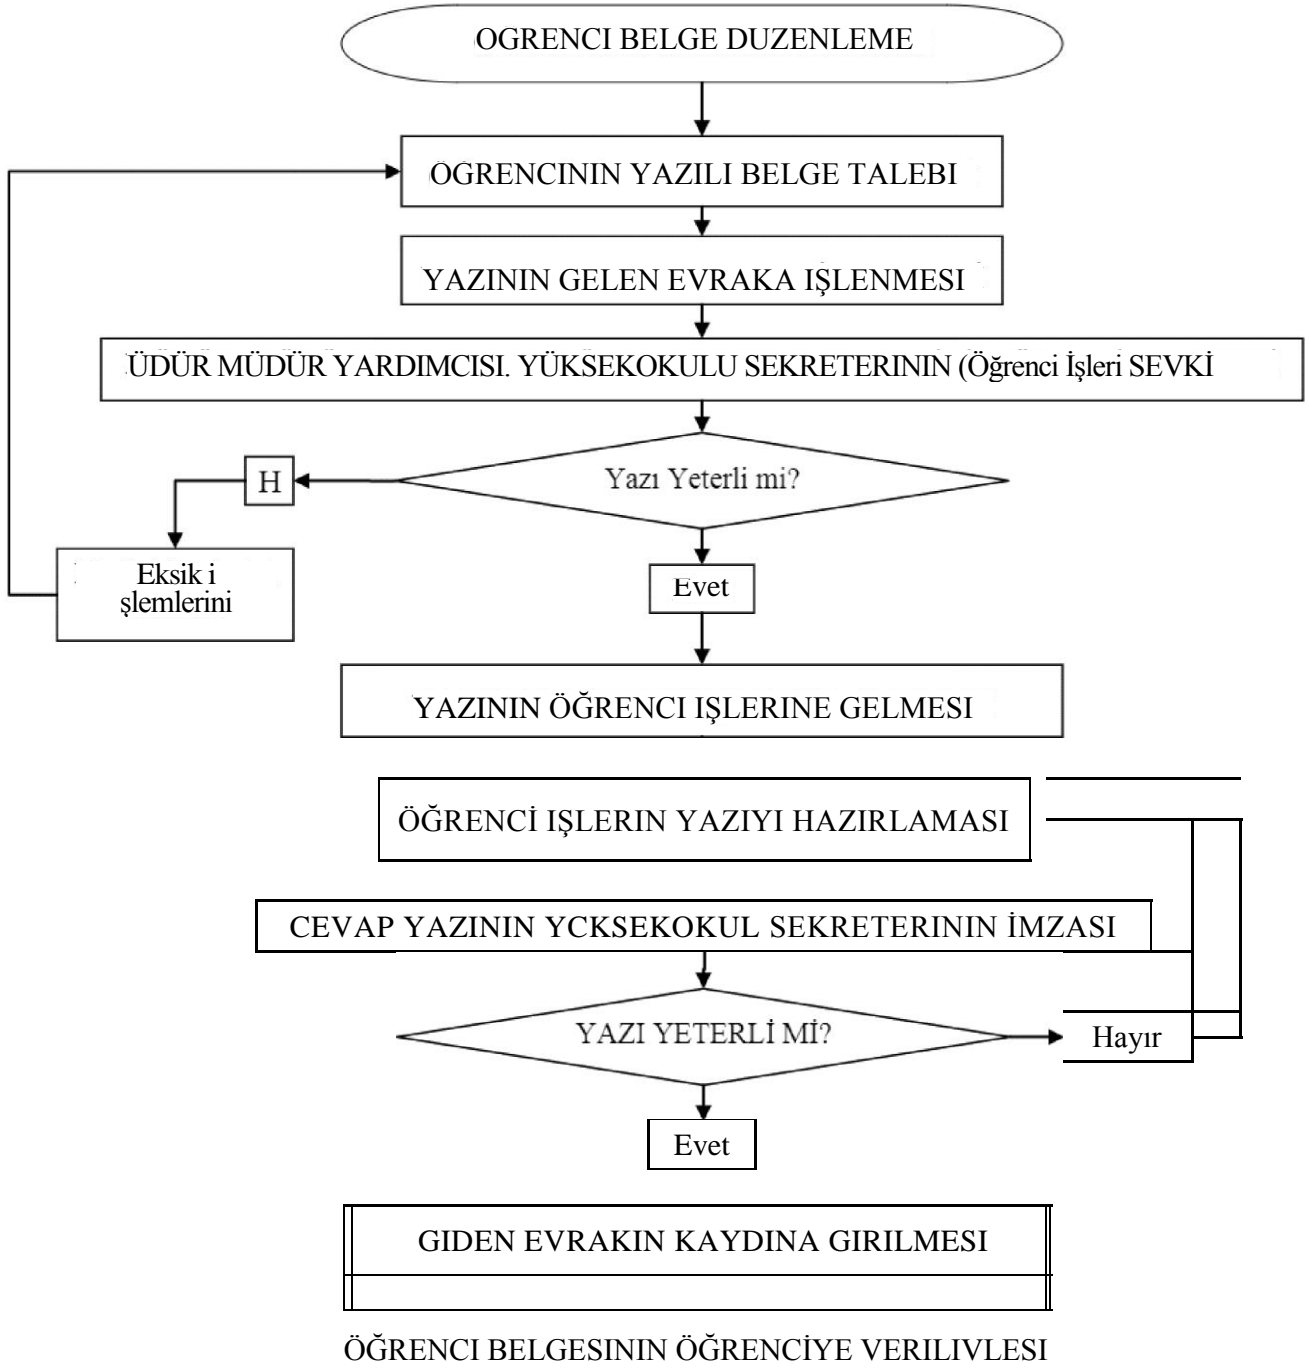 OGRENCI BELGE DUZENLEME
OĞRENCININ YAZILI BELGE TALEBI
YAZININ GELEN EVRAKA IŞLENMESI
ÜDÜR MÜDÜR YARDIMCISI. YÜKSEKOKULU SEKRETERININ (Öğrenci İşleri SEVKİ
Yazı Yeterli mi?
H
Eksik i
şlemlerini
Evet
YAZININ ÖĞRENCI IŞLERINE GELMESI
ÖĞRENCİ IŞLERIN YAZIYI HAZIRLAMASI
CEVAP YAZININ YCKSEKOKUL SEKRETERININ İMZASI
YAZI YETERLİ Mİ?
Hayır
Evet
GIDEN EVRAKIN KAYDINA GIRILMESI
ÖĞRENCI BELGESININ ÖĞRENCİYE VERILIVLESI